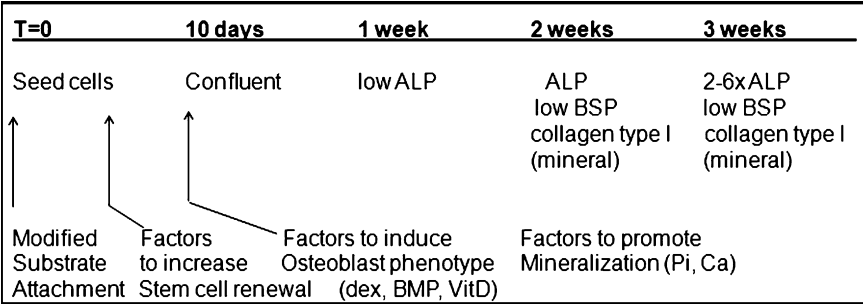 T=0 10 days 1 week 2 weeks 3 weeks
Seed cells Confluent low ALP ALP 2-6xALP
low BSP low BSP
collagen type I collagen type I
(mineral) (mineral)
Modified Factors Factors to induce Factors to promote
Substrate to increase Osteoblast phenotype Mineralization (Pi, Ca)
Attachment Stem cell renewal (dex, BMP, VitD)